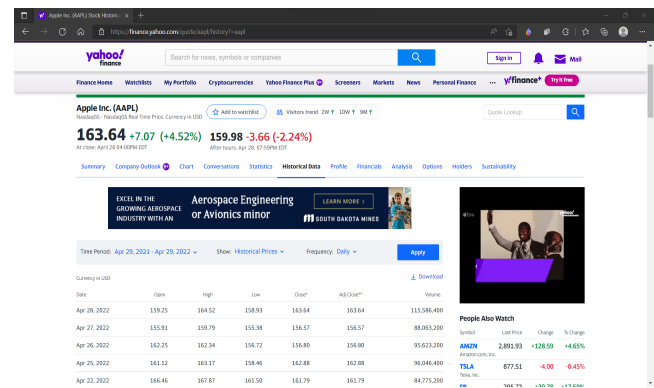 Apple Inc. (AAPL) Stock Historic
https://finance.yahoo.com/quote/aapl/history?=aapl
yahoo!
finance
Search for news, symbols or companies
Sign in
Mail
Finance Home Watchlists My Portfolio Cryptocurrencies Yahoo Finance Plus Screeners Markets News Personal Finance ... y/finance+ Try it free
Apple Inc. (AAPL)
NasdaqGS - NasdaqGS Real Time Price. Currency in USD
Add to watchlist
Visitors trend 2W ↑ 10W ↑ 9M ↑
Quote Lookup
163.64 +7.07 (+4.52%) 159.98 -3.66 (-2.24%)
At close: April 28 04:00PM EDT After hours: Apr 28, 07:59PM EDT
Summary Company Outlook Chart Conversations Statistics Historical Data Profile Financials Analysis Options Holders Sustainability
EXCEL IN THE
GROWING AEROSPACE
INDUSTRY WITH AN
Aerospace Engineering
or Avionics minor
LEARN MORE >
SOUTH DAKOTA MINES
Time Period: Apr 29, 2021 - Apr 29, 2022 Show: Historical Prices Frequency: Daily Apply
Currency in USD Download
Date Open High Low Close* Adj Close** Volume
Apr 28, 2022 159.25 164.52 158.93 163.64 163.64 115,586,400
Apr 27, 2022 155.91 159.79 155.38 156.57 156.57 88,063,200
Apr 26, 2022 162.25 162.34 156.72 156.80 156.80 95,623,200
Apr 25, 2022 161.12 163.17 158.46 162.88 162.88 96,046,400
Apr 22, 2022 166.46 167.87 161.50 161.79 161.79 84,775,200
People Also Watch
Symbol Last Price Change % Change
AMZN 2,891.93 +128.59 +4.65%
Amazon.com, Inc.
TSLA 877.51 -4.00 -0.45%
Tesla, Inc.